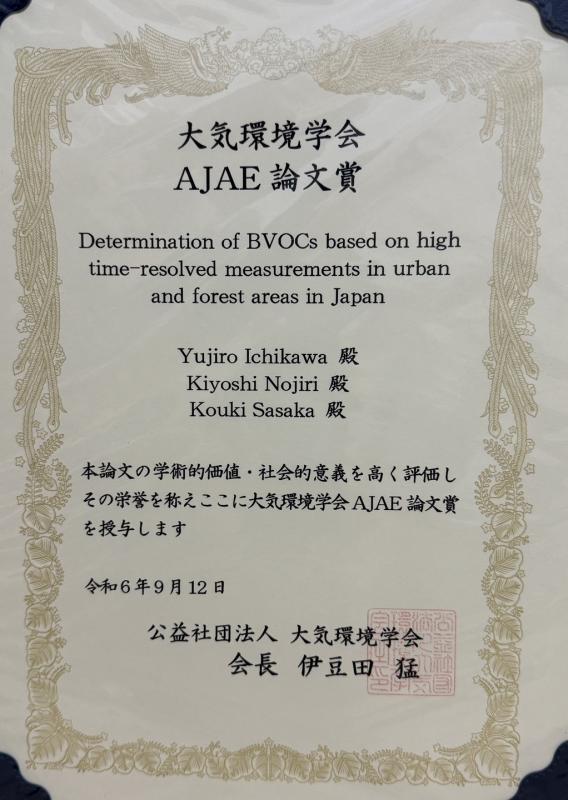 大気環境学会
AJAE 論文賞
Determination of BVOCs based on high
time-resolved measurements in urban
and forest areas in Japan
Yujiro Ichikawa 殿
Kiyoshi Nojiri 殿
Kouki Sasaka 殿
本論文の学術的価値・社会的意義を高く評価し
その栄誉を称えここに大気環境学会 AJAE 論文賞
を授与します
令和6年9月12日
公益社団法人 大気環境学会
会長 伊豆田 猛